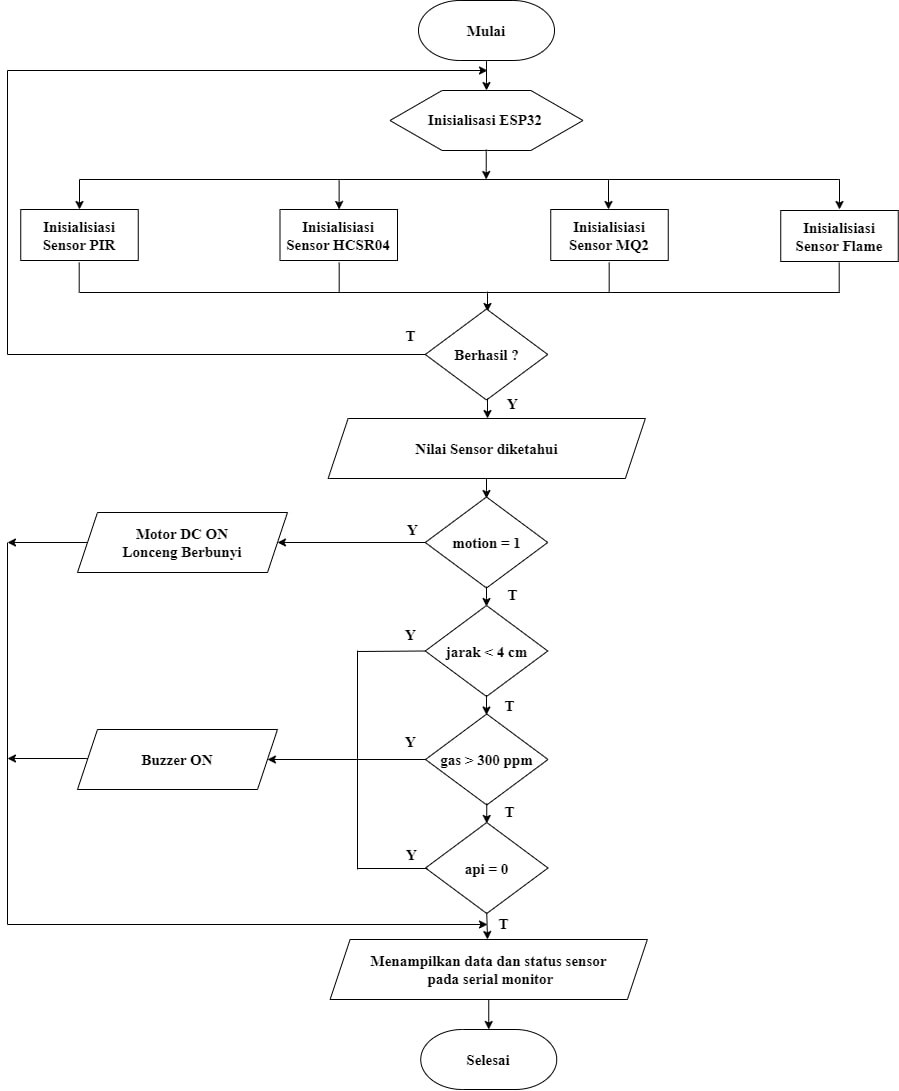 Mulai
Inisialisasi ESP32
Inisialisiasi
Sensor PIR
Inisialisiasi
Sensor HCSR04
Inisialisiasi
Sensor MQ2
Inisialisiasi
Sensor Flame
T
Berhasil ?
Y
Nilai Sensor diketahui
Motor DC ON
Lonceng Berbunyi
Y
motion = 1
T
Y
jarak < 4 cm
T
Buzzer ON
Y
gas > 300 ppm
T
Y
api = 0
T
Menampilkan data dan status sensor
pada serial monitor
Selesai